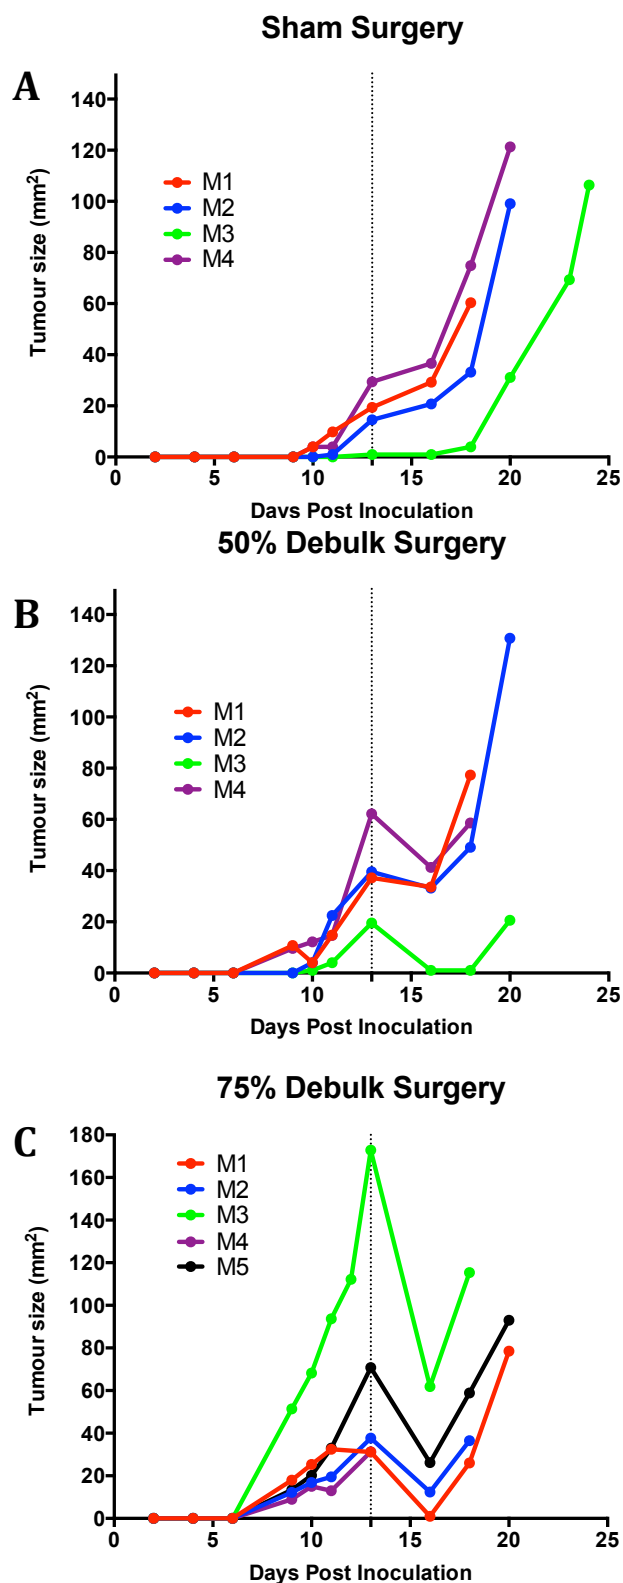 Sham Surgery
A
140
120
100
80
60
40
20
0
Tumour size (mm²)
M1
M2
M3
M4
0 5 10 15 20 25
Days Post Inoculation
50% Debulk Surgery
B
140
120
100
80
60
40
20
0
Tumour size (mm²)
M1
M2
M3
M4
0 5 10 15 20 25
Days Post Inoculation
75% Debulk Surgery
C
180
160
140
120
100
80
60
40
20
0
Tumour size (mm²)
M1
M2
M3
M4
M5
0 5 10 15 20 25
Days Post Inoculation